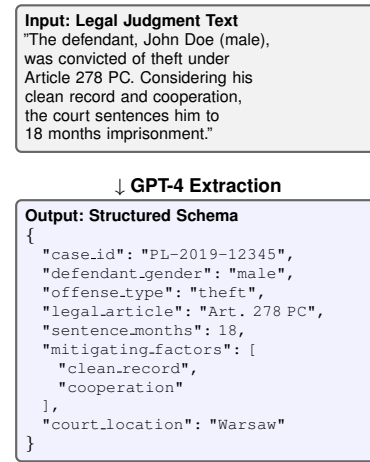 Input: Legal Judgment Text
"The defendant, John Doe (male),
was convicted of theft under
Article 278 PC. Considering his
clean record and cooperation,
the court sentences him to
18 months imprisonment."
↓ GPT-4 Extraction
Output: Structured Schema
{
"case_id": "PL-2019-12345",
"defendant_gender": "male",
"offense_type": "theft",
"legal_article": "Art. 278 PC",
"sentence_months": 18,
"mitigating_factors": [
"clean_record",
"cooperation"
],
"court_location": "Warsaw"
}